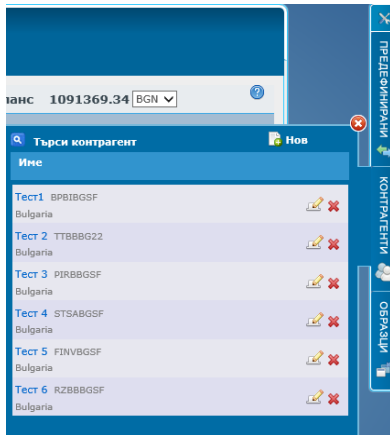 ланс 1091369.34 BGN
Търси контрагент Нов
Име
Тест1 BPBIBGSF
Bulgaria
Тест 2 TTBBBG22
Bulgaria
Тест 3 PIRBBGSF
Bulgaria
Тест 4 STSABGSF
Bulgaria
Тест 5 FINVBGSF
Bulgaria
Тест 6 RZBBBGSF
Bulgaria
ПРЕДЕФИНИРАНИ
КОНТРАГЕНТИ
ОБРАЗЦИ